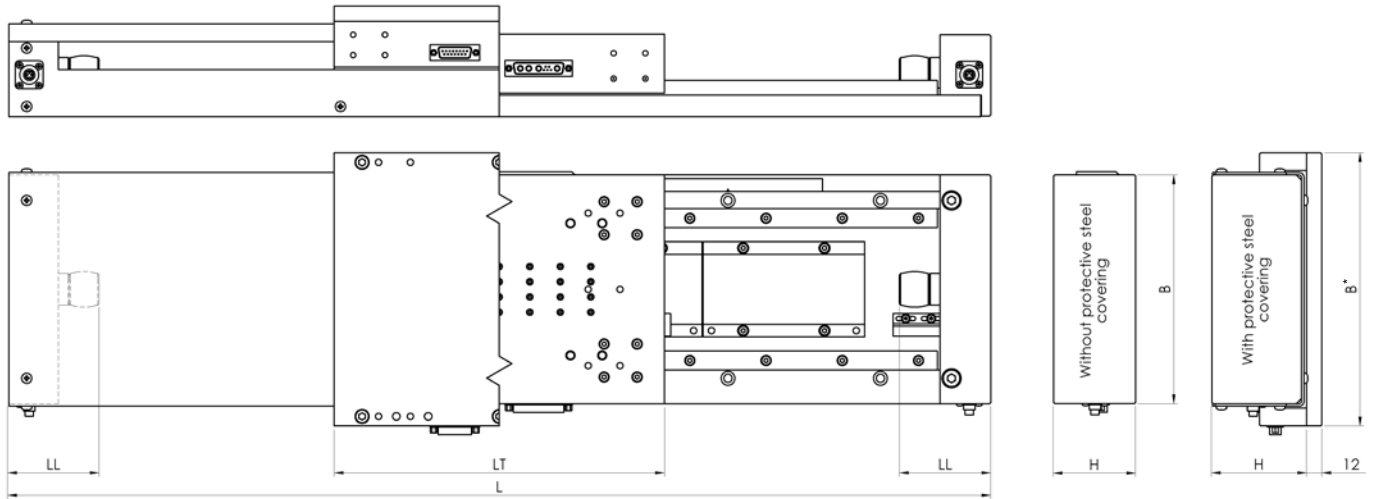 Without protective steel
covering
B
With protective steel
covering
B*
LL
LT
LL
H
H
12
L